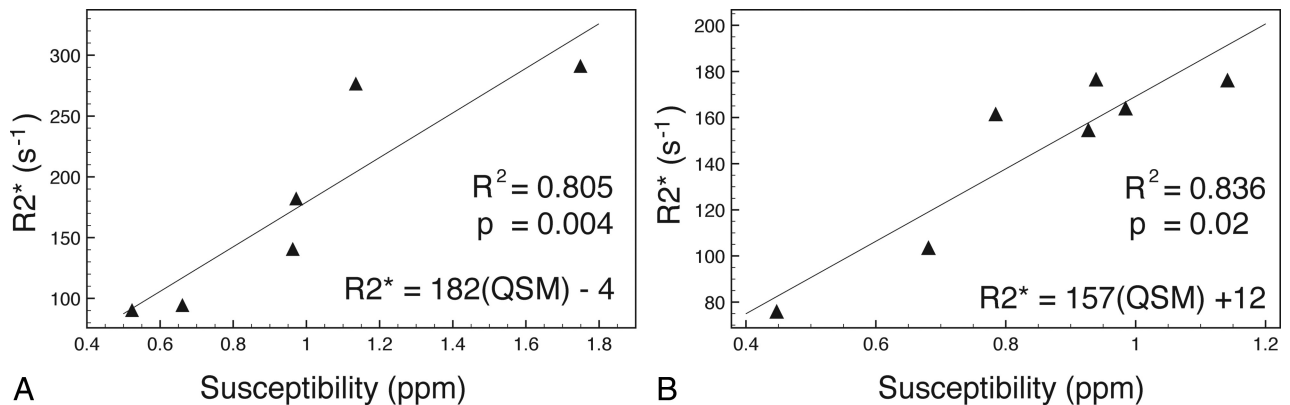 R2* (s-1)
300
250
200
150
100
R2 = 0.805
p = 0.004
R2* = 182(QSM) - 4
0.4 0.6 0.8 1 1.2 1.4 1.6 1.8
A
Susceptibility (ppm)
R2* (s-1)
200
180
160
140
120
100
80
R2 = 0.836
p = 0.02
R2* = 157(QSM) +12
0.4 0.6 0.8 1 1.2
B
Susceptibility (ppm)